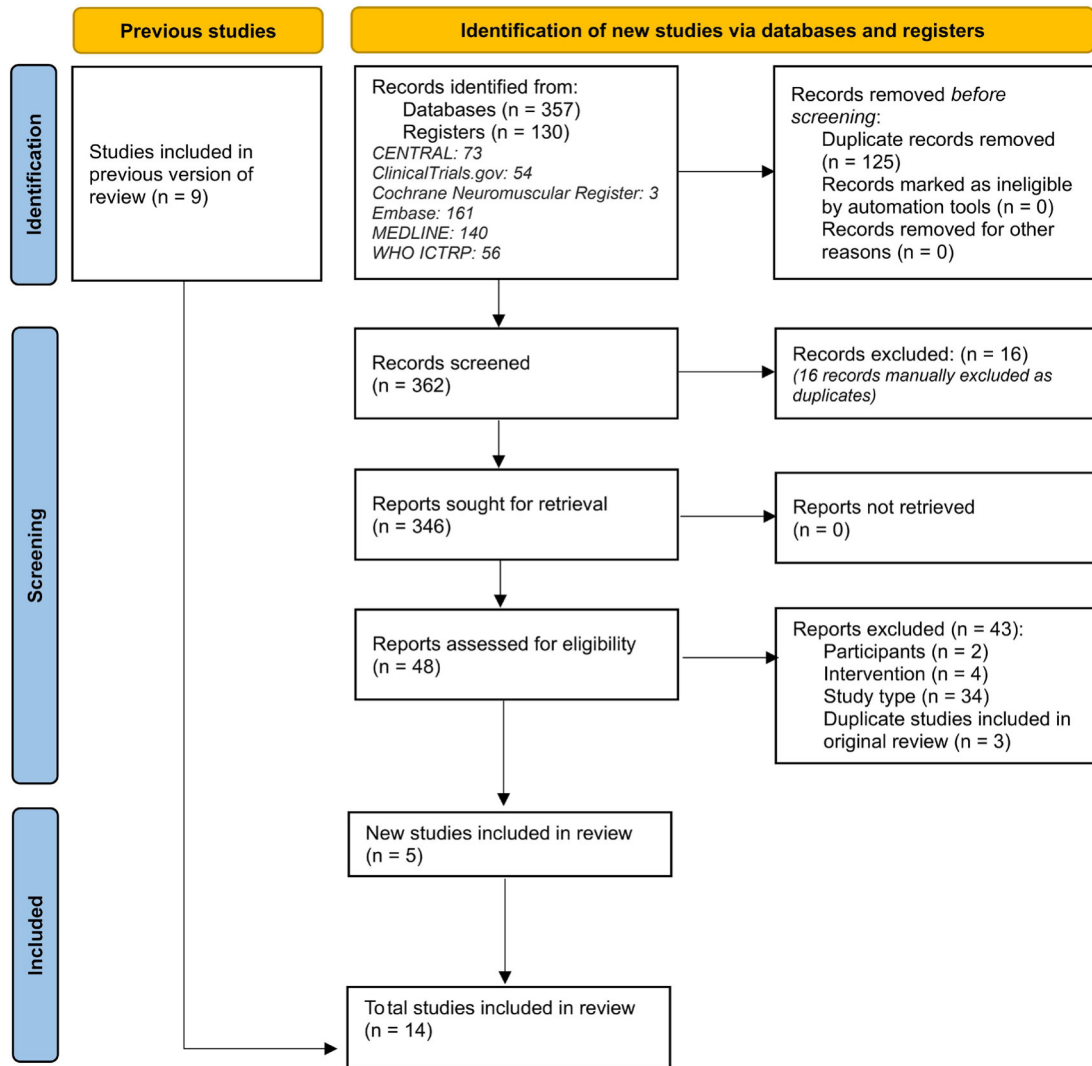 Previous studies
Identification of new studies via databases and registers
Identification
Studies included in
previous version of
review (n = 9)
Records identified from:
Databases (n = 357)
Registers (n = 130)
CENTRAL: 73
ClinicalTrials.gov: 54
Cochrane Neuromuscular Register: 3
Embase: 161
MEDLINE: 140
WHO ICTRP: 56
Records removed before
screening:
Duplicate records removed
(n = 125)
Records marked as ineligible
by automation tools (n = 0)
Records removed for other
reasons (n = 0)
Screening
Records screened
(n = 362)
Records excluded: (n = 16)
(16 records manually excluded as
duplicates)
Reports sought for retrieval
(n = 346)
Reports not retrieved
(n = 0)
Reports assessed for eligibility
(n = 48)
Reports excluded (n = 43):
Participants (n = 2)
Intervention (n = 4)
Study type (n = 34)
Duplicate studies included in
original review (n = 3)
Included
New studies included in review
(n = 5)
Total studies included in review
(n = 14)